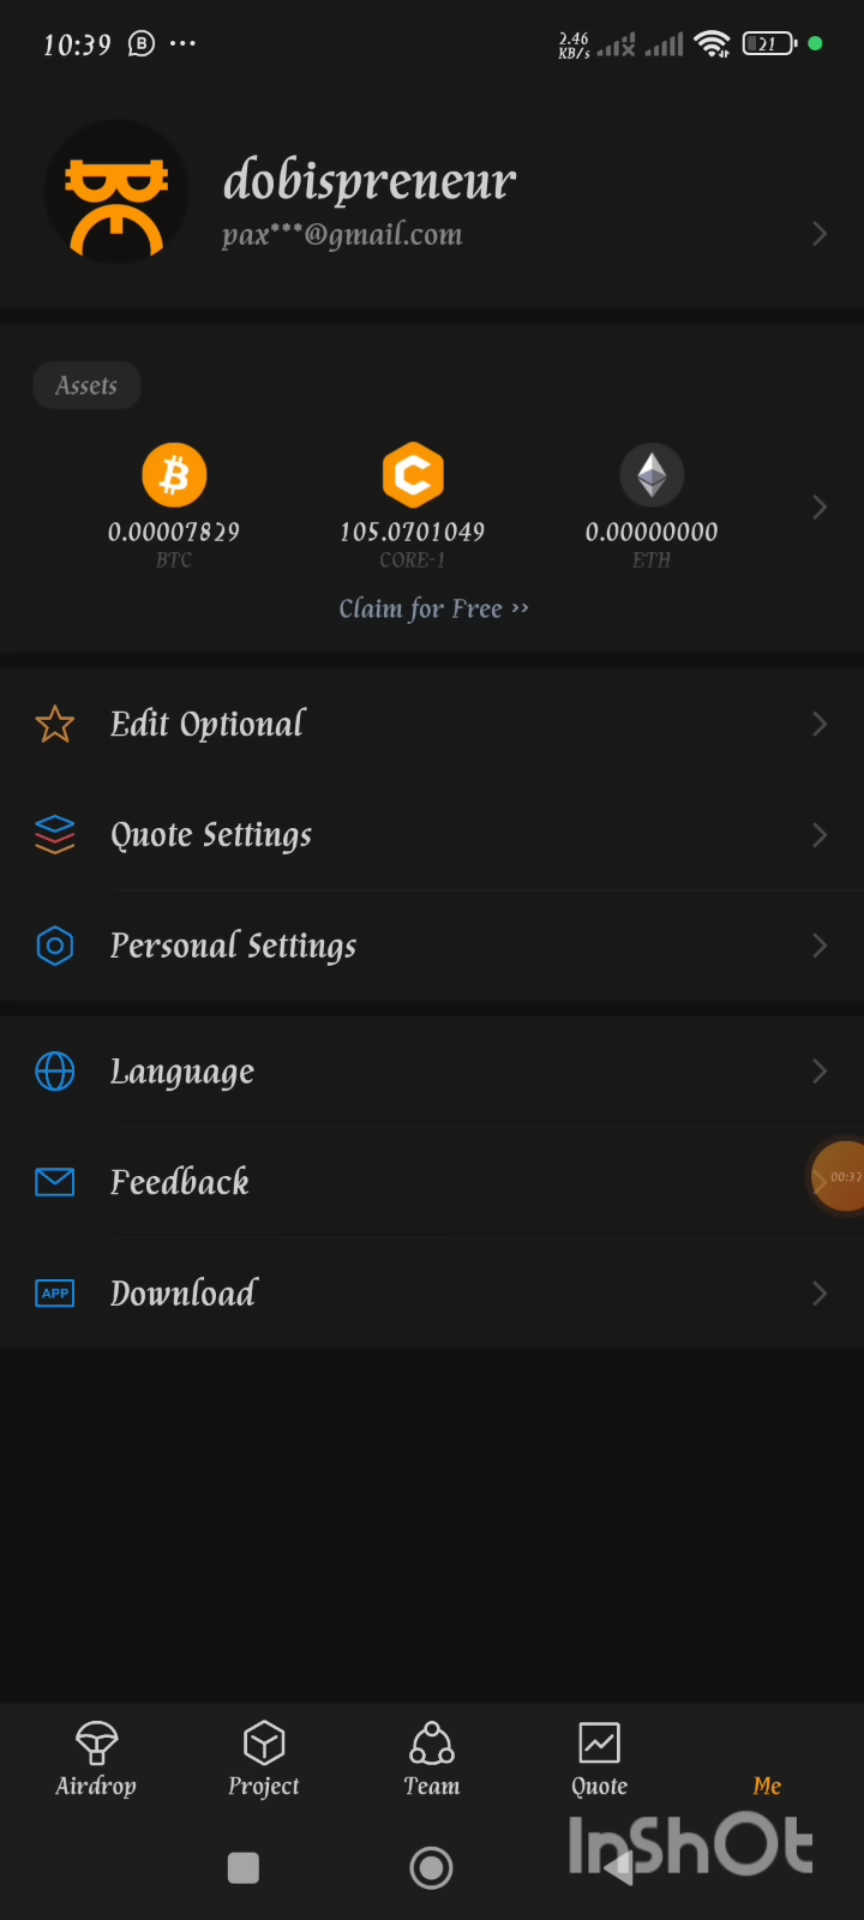 10:39 B ...
2.46 KB/s 21
dobispreneur
pax***@gmail.com
Assets
0.00007829 105.0701049 0.00000000
BTC CORE-1 ETH
Claim for Free >>
Edit Optional
Quote Settings
Personal Settings
Language
Feedback
00:32
APP Download
Airdrop Project Team Quote Me
InShOt